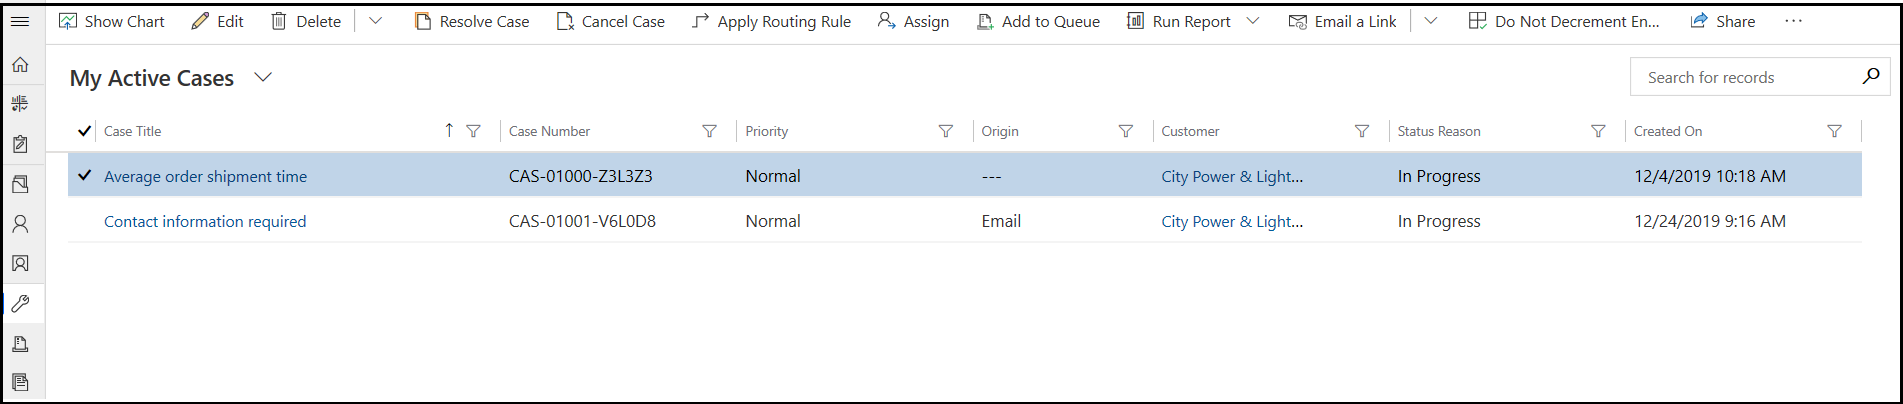 Show Chart Edit Delete Resolve Case Cancel Case Apply Routing Rule Assign Add to Queue Run Report Email a Link Do Not Decrement En... Share ...
My Active Cases
Search for records
Case Title Case Number Priority Origin Customer Status Reason Created On
Average order shipment time CAS-01000-Z3L3Z3 Normal --- City Power & Light... In Progress 12/4/2019 10:18 AM
Contact information required CAS-01001-V6L0D8 Normal Email City Power & Light... In Progress 12/24/2019 9:16 AM